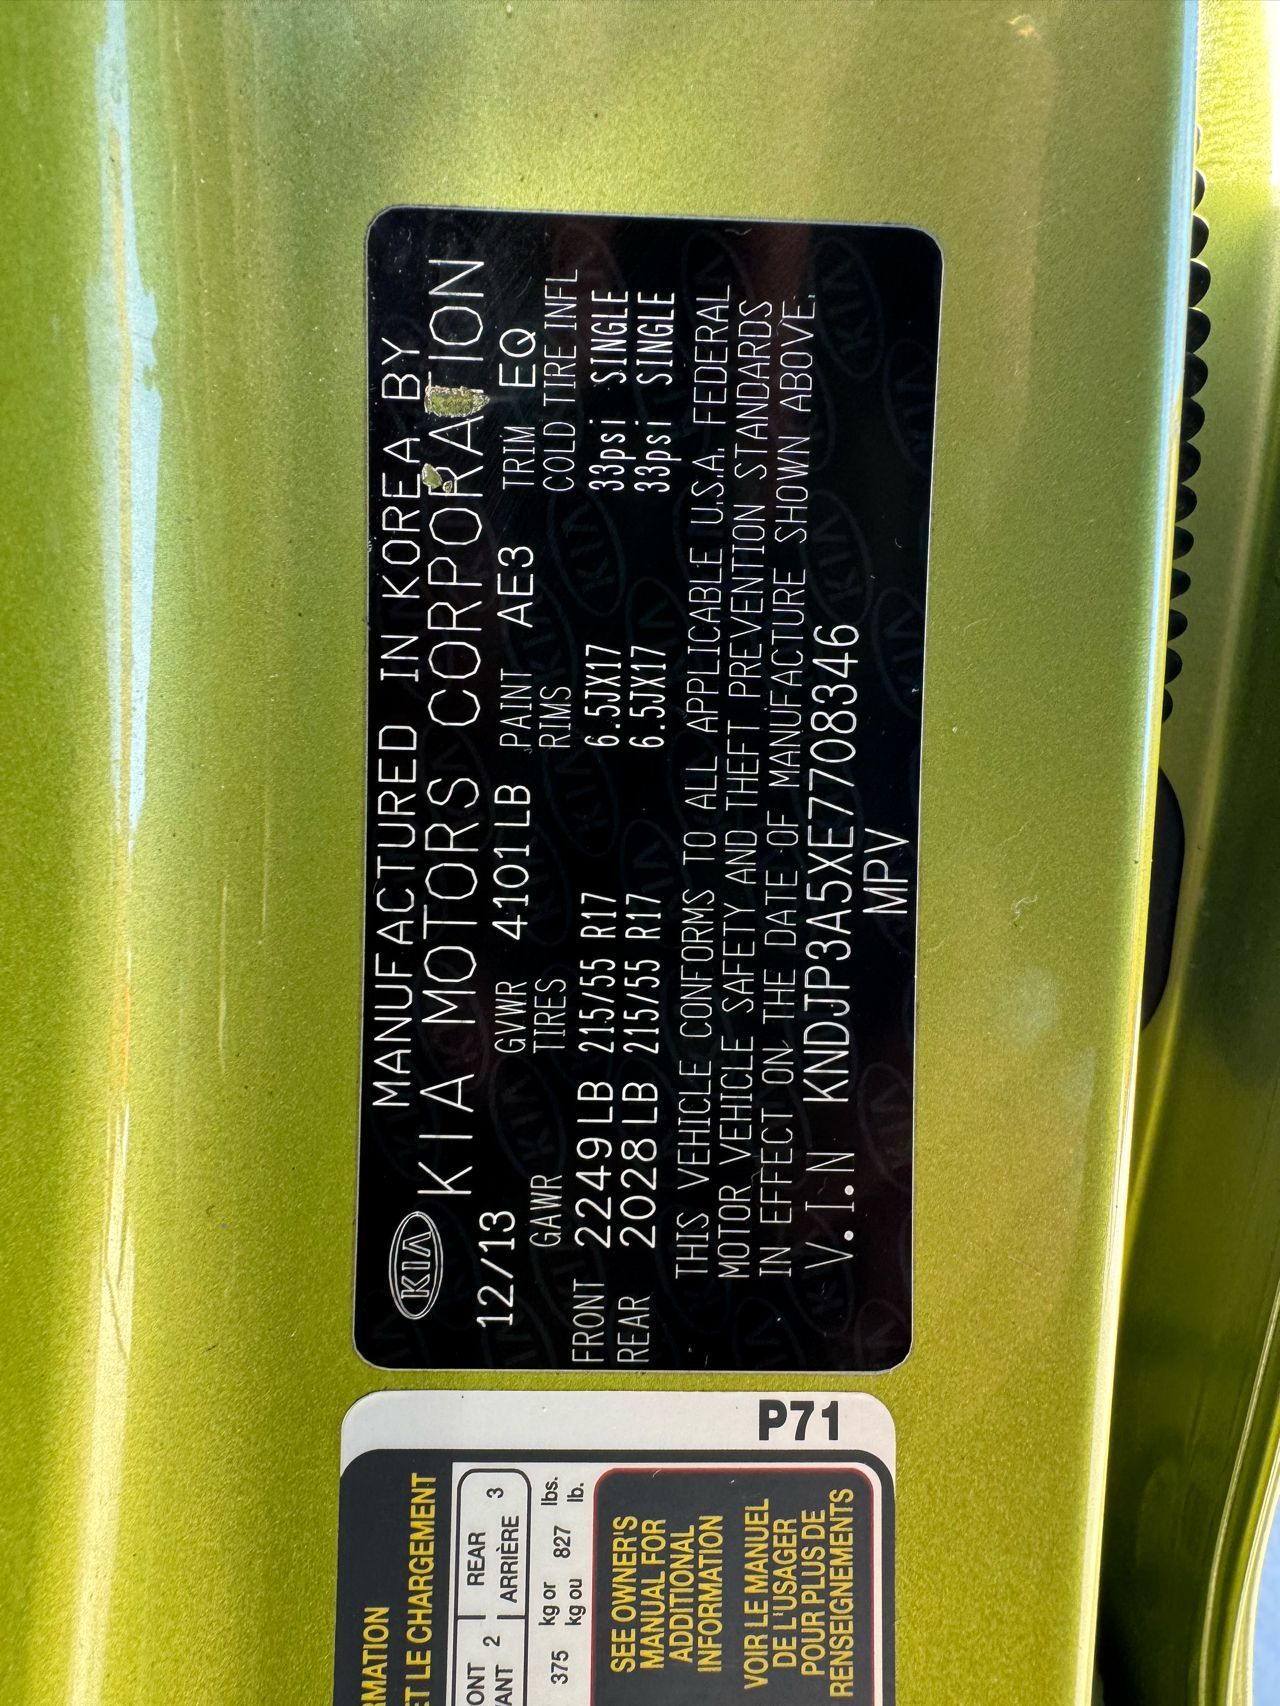 KIA
MANUFACTURED IN KOREA BY
KIA MOTORS CORPORATION
12/13 GVWR 4101LB PAINT AE3 TRIM EQ
GAWR TIRES RIMS COLD TIRE INFL
FRONT 2249LB 215/55 R17 6.5JX17 33psi SINGLE
REAR 2028LB 215/55 R17 6.5JX17 33psi SINGLE
THIS VEHICLE CONFORMS TO ALL APPLICABLE U.S.A. FEDERAL
MOTOR VEHICLE SAFETY AND THEFT PREVENTION STANDARDS
IN EFFECT ON THE DATE OF MANUFACTURE SHOWN ABOVE.
V.I.N KNDJP3A5XE7708346
MPV
P71
ET LE CHARGEMENT
2 REAR 3
ARRIÈRE
375 kg or 827 lbs.
kg ou lb.
SEE OWNER'S
MANUAL FOR
ADDITIONAL
INFORMATION
VOIR LE MANUEL
DE L'USAGER
POUR PLUS DE
RENSEIGNEMENTS